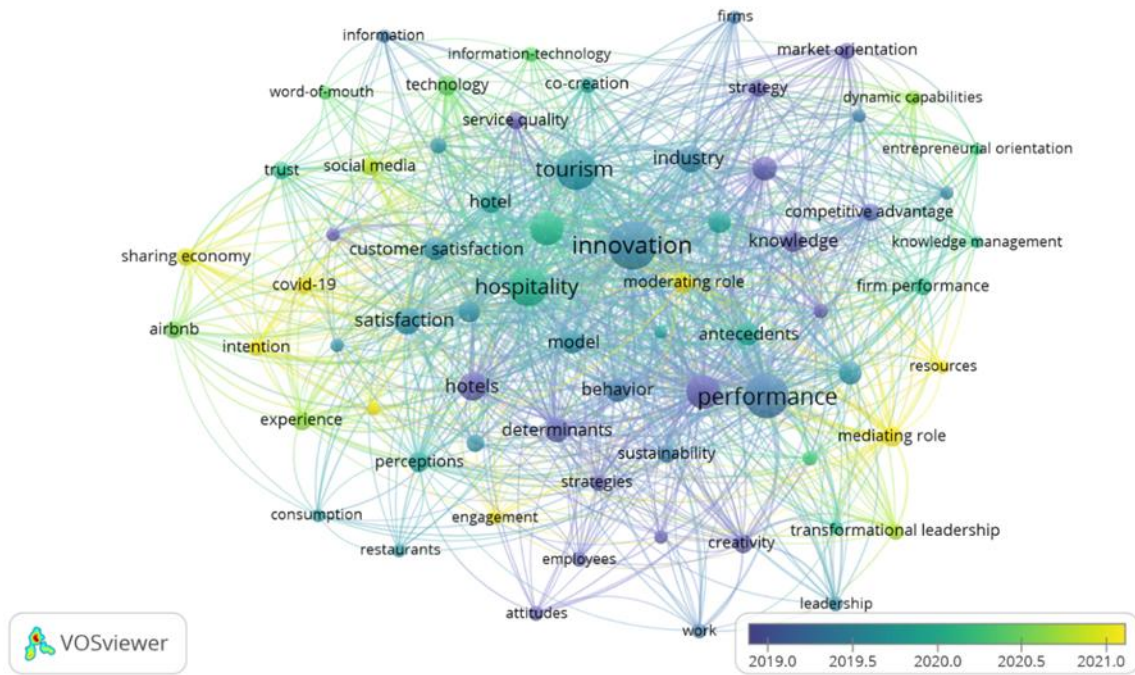 firms
information
market orientation
information-technology
technology
co-creation
strategy
word-of-mouth
dynamic capabilities
service quality
entrepreneurial orientation
industry
tourism
social media
trust
hotel
competitive advantage
knowledge
knowledge management
innovation
customer satisfaction
sharing economy
moderating role
covid-19
hospitality
firm performance
satisfaction
airbnb
antecedents
model
intention
resources
hotels
behavior
performance
experience
determinants
mediating role
sustainability
perceptions
strategies
consumption
engagement
transformational leadership
creativity
restaurants
employees
leadership
attitudes
work
VOSviewer
2019.0 2019.5 2020.0 2020.5 2021.0